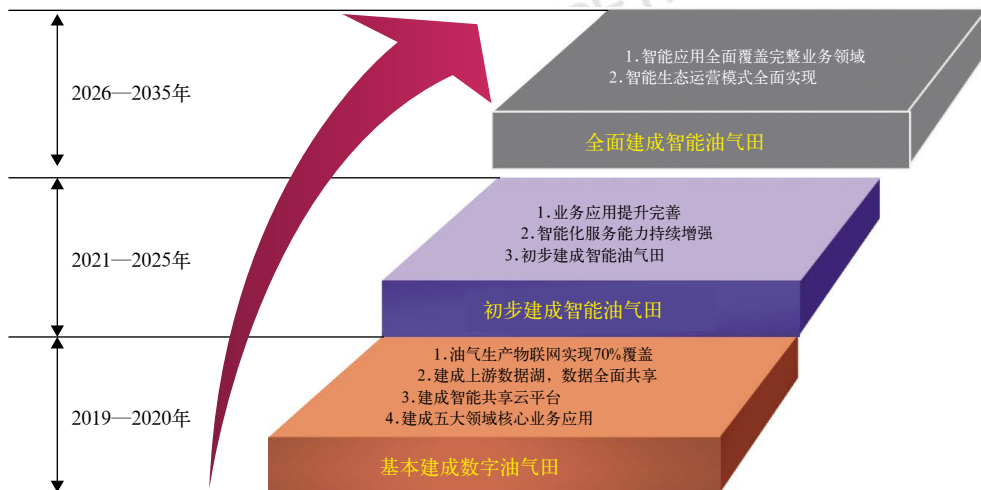 2026—2035年
1.智能应用全面覆盖完整业务领域
2.智能生态运营模式全面实现
全面建成智能油气田
2021—2025年
1.业务应用提升完善
2.智能化服务能力持续增强
3.初步建成智能油气田
初步建成智能油气田
2019—2020年
1.油气生产物联网实现70%覆盖
2.建成上游数据湖，数据全面共享
3.建成智能共享云平台
4.建成五大领域核心业务应用
基本建成数字油气田